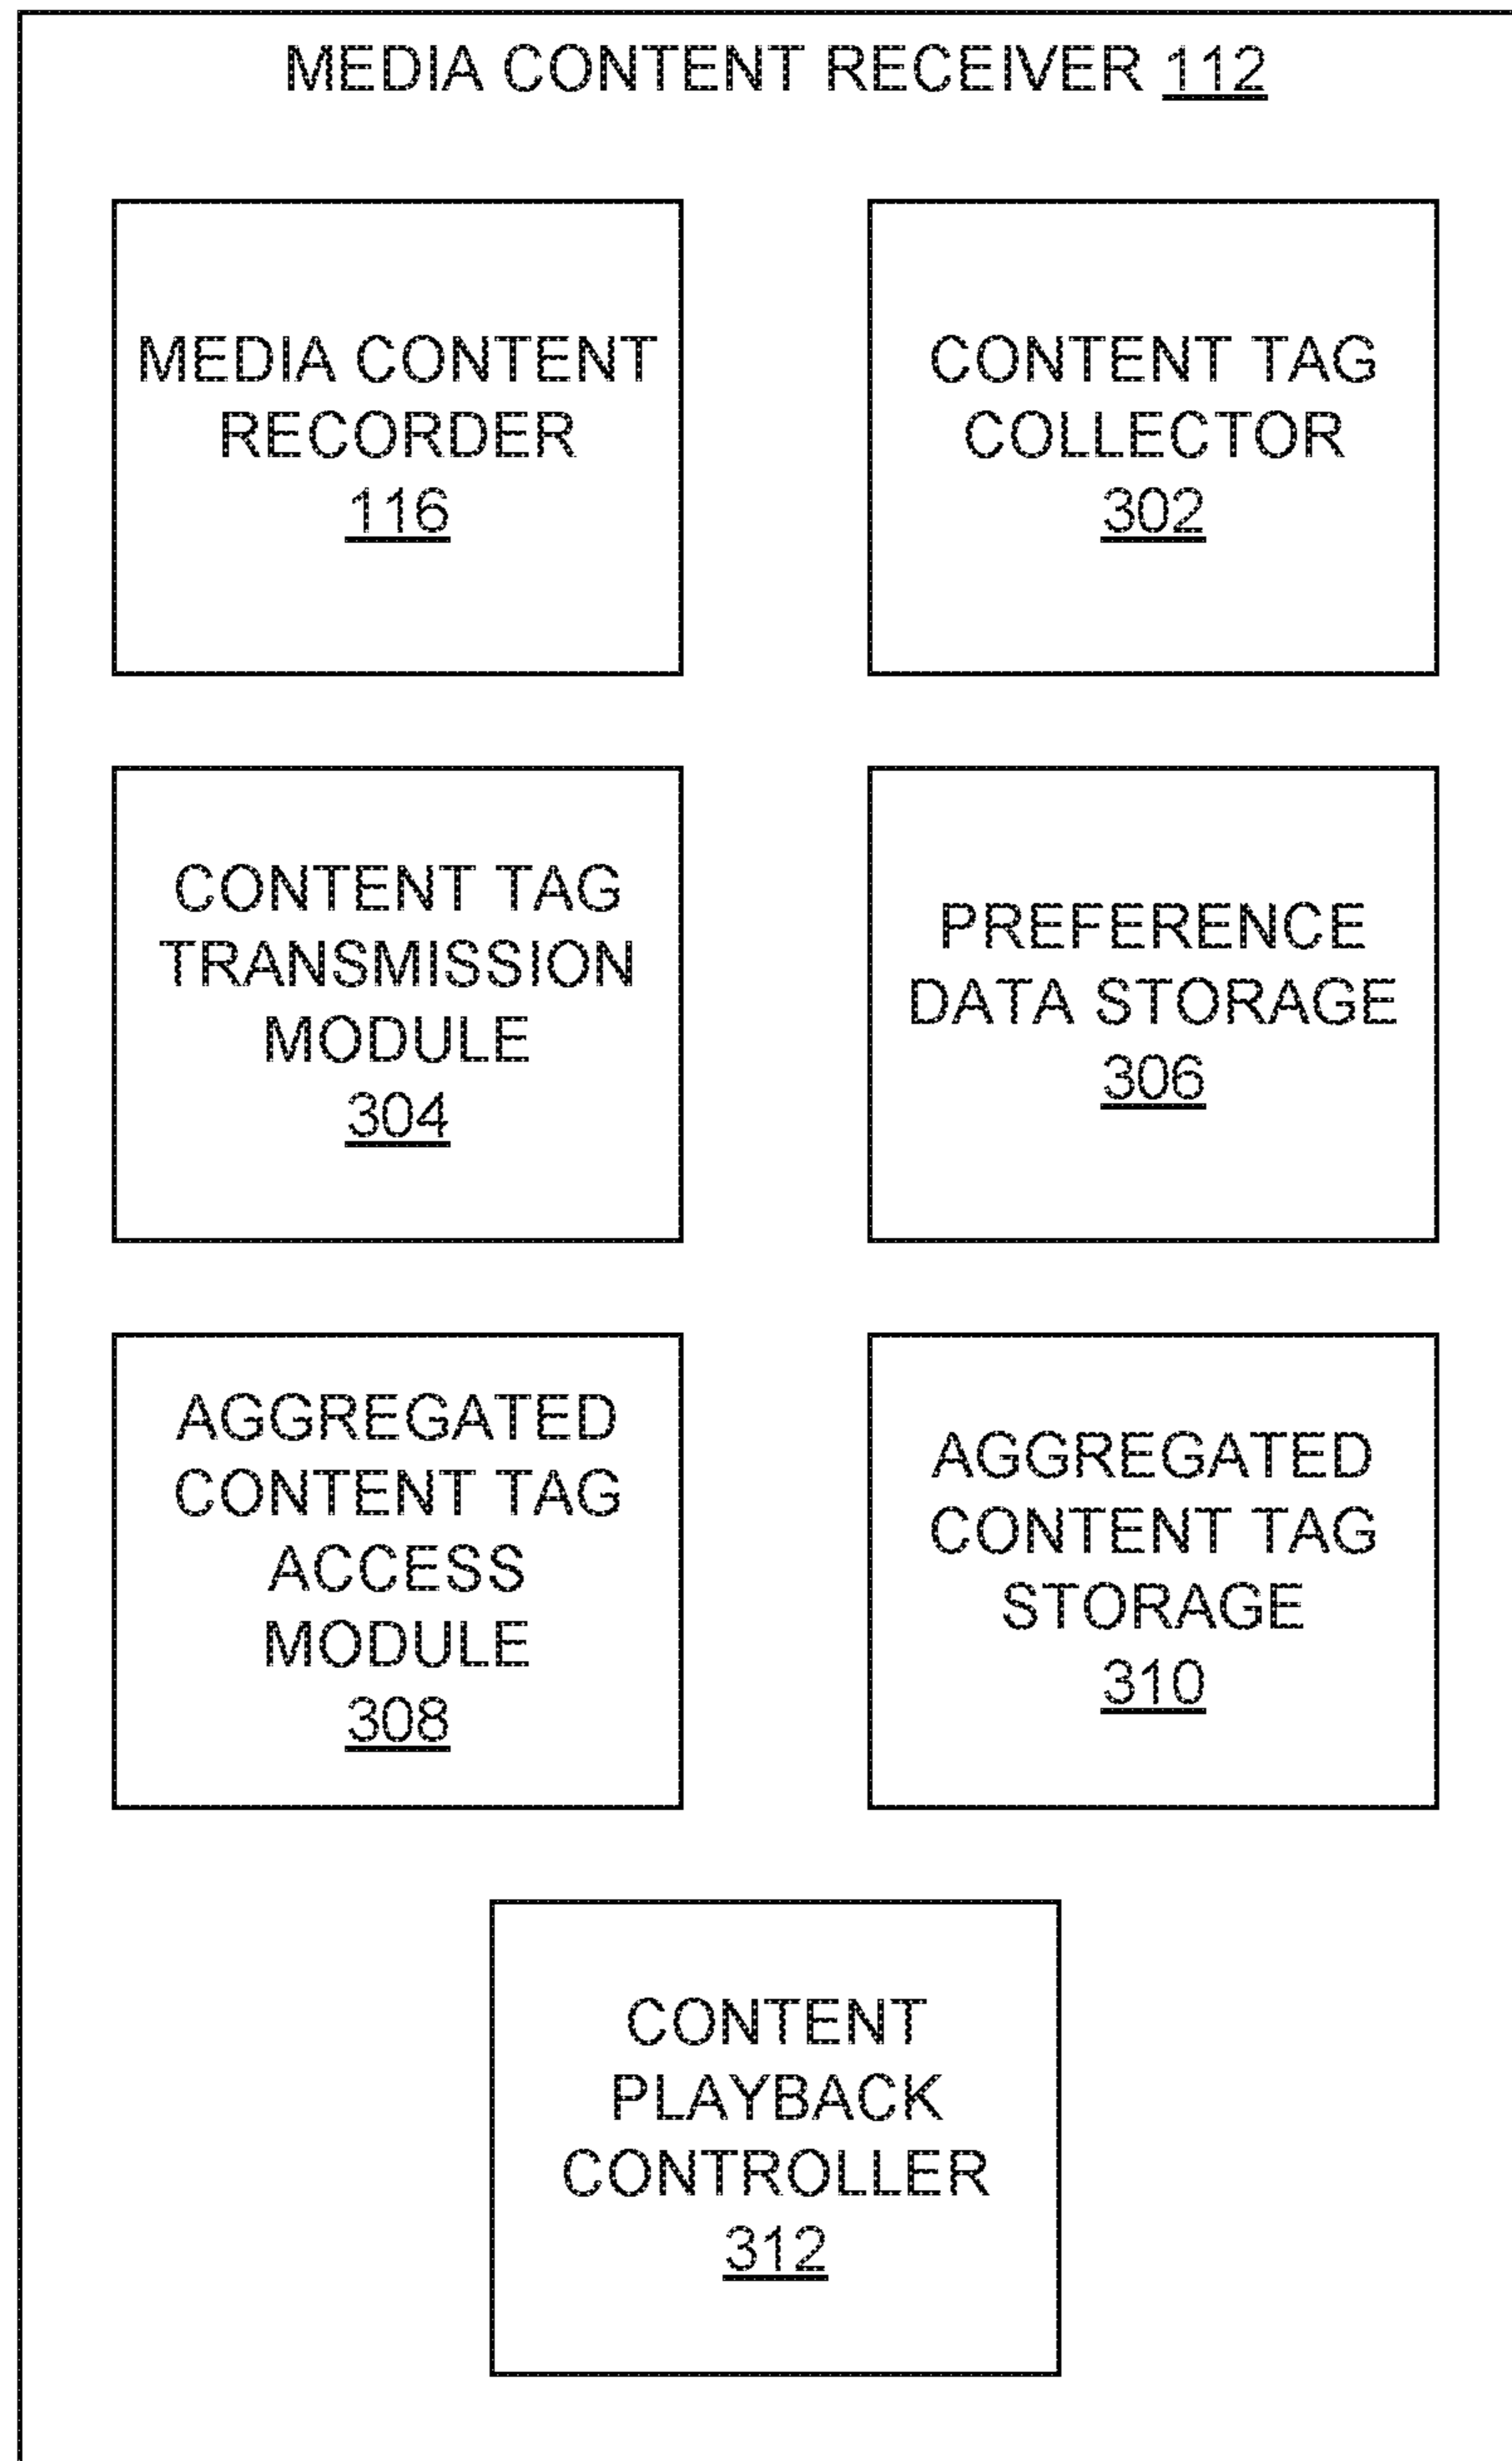 MEDIA CONTENT RECEIVER 112
MEDIA CONTENT
RECORDER
116
CONTENT TAG
COLLECTOR
302
CONTENT TAG
TRANSMISSION
MODULE
304
PREFERENCE
DATA STORAGE
306
AGGREGATED
CONTENT TAG
ACCESS
MODULE
308
AGGREGATED
CONTENT TAG
STORAGE
310
CONTENT
PLAYBACK
CONTROLLER
312